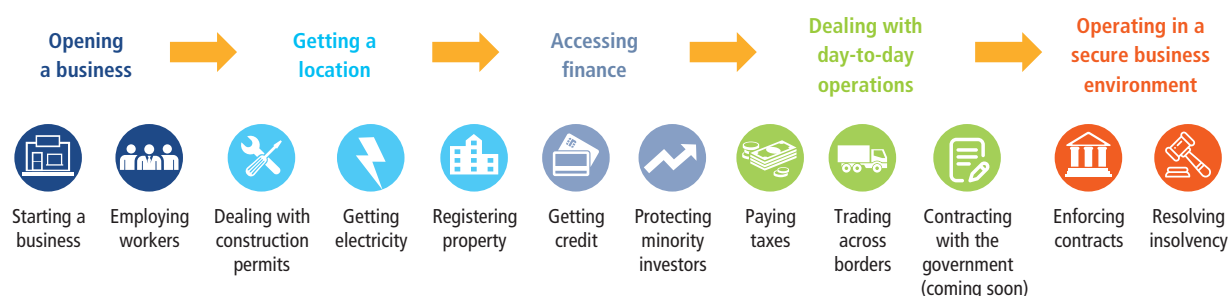 Opening
a business
Getting a
location
Accessing
finance
Dealing with
day-to-day
operations
Operating in a
secure business
environment
Starting a
business
Employing
workers
Dealing with
construction
permits
Getting
electricity
Registering
property
Getting
credit
Protecting
minority
investors
Paying
taxes
Trading
across
borders
Contracting
with the
government
(coming soon)
Enforcing
contracts
Resolving
insolvency